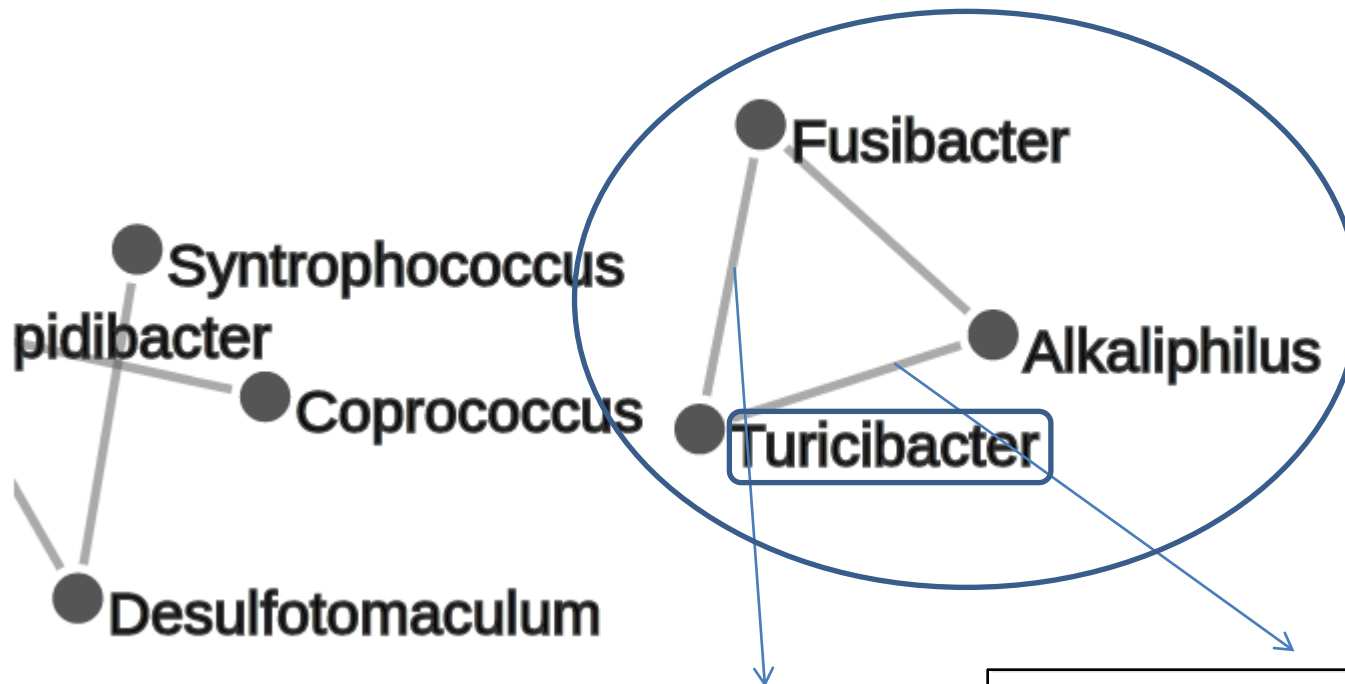 Fusibacter
Syntrophococcus
pidibacter
Alkaliphilus
Coprococcus
Turicibacter
Desulfotomaculum